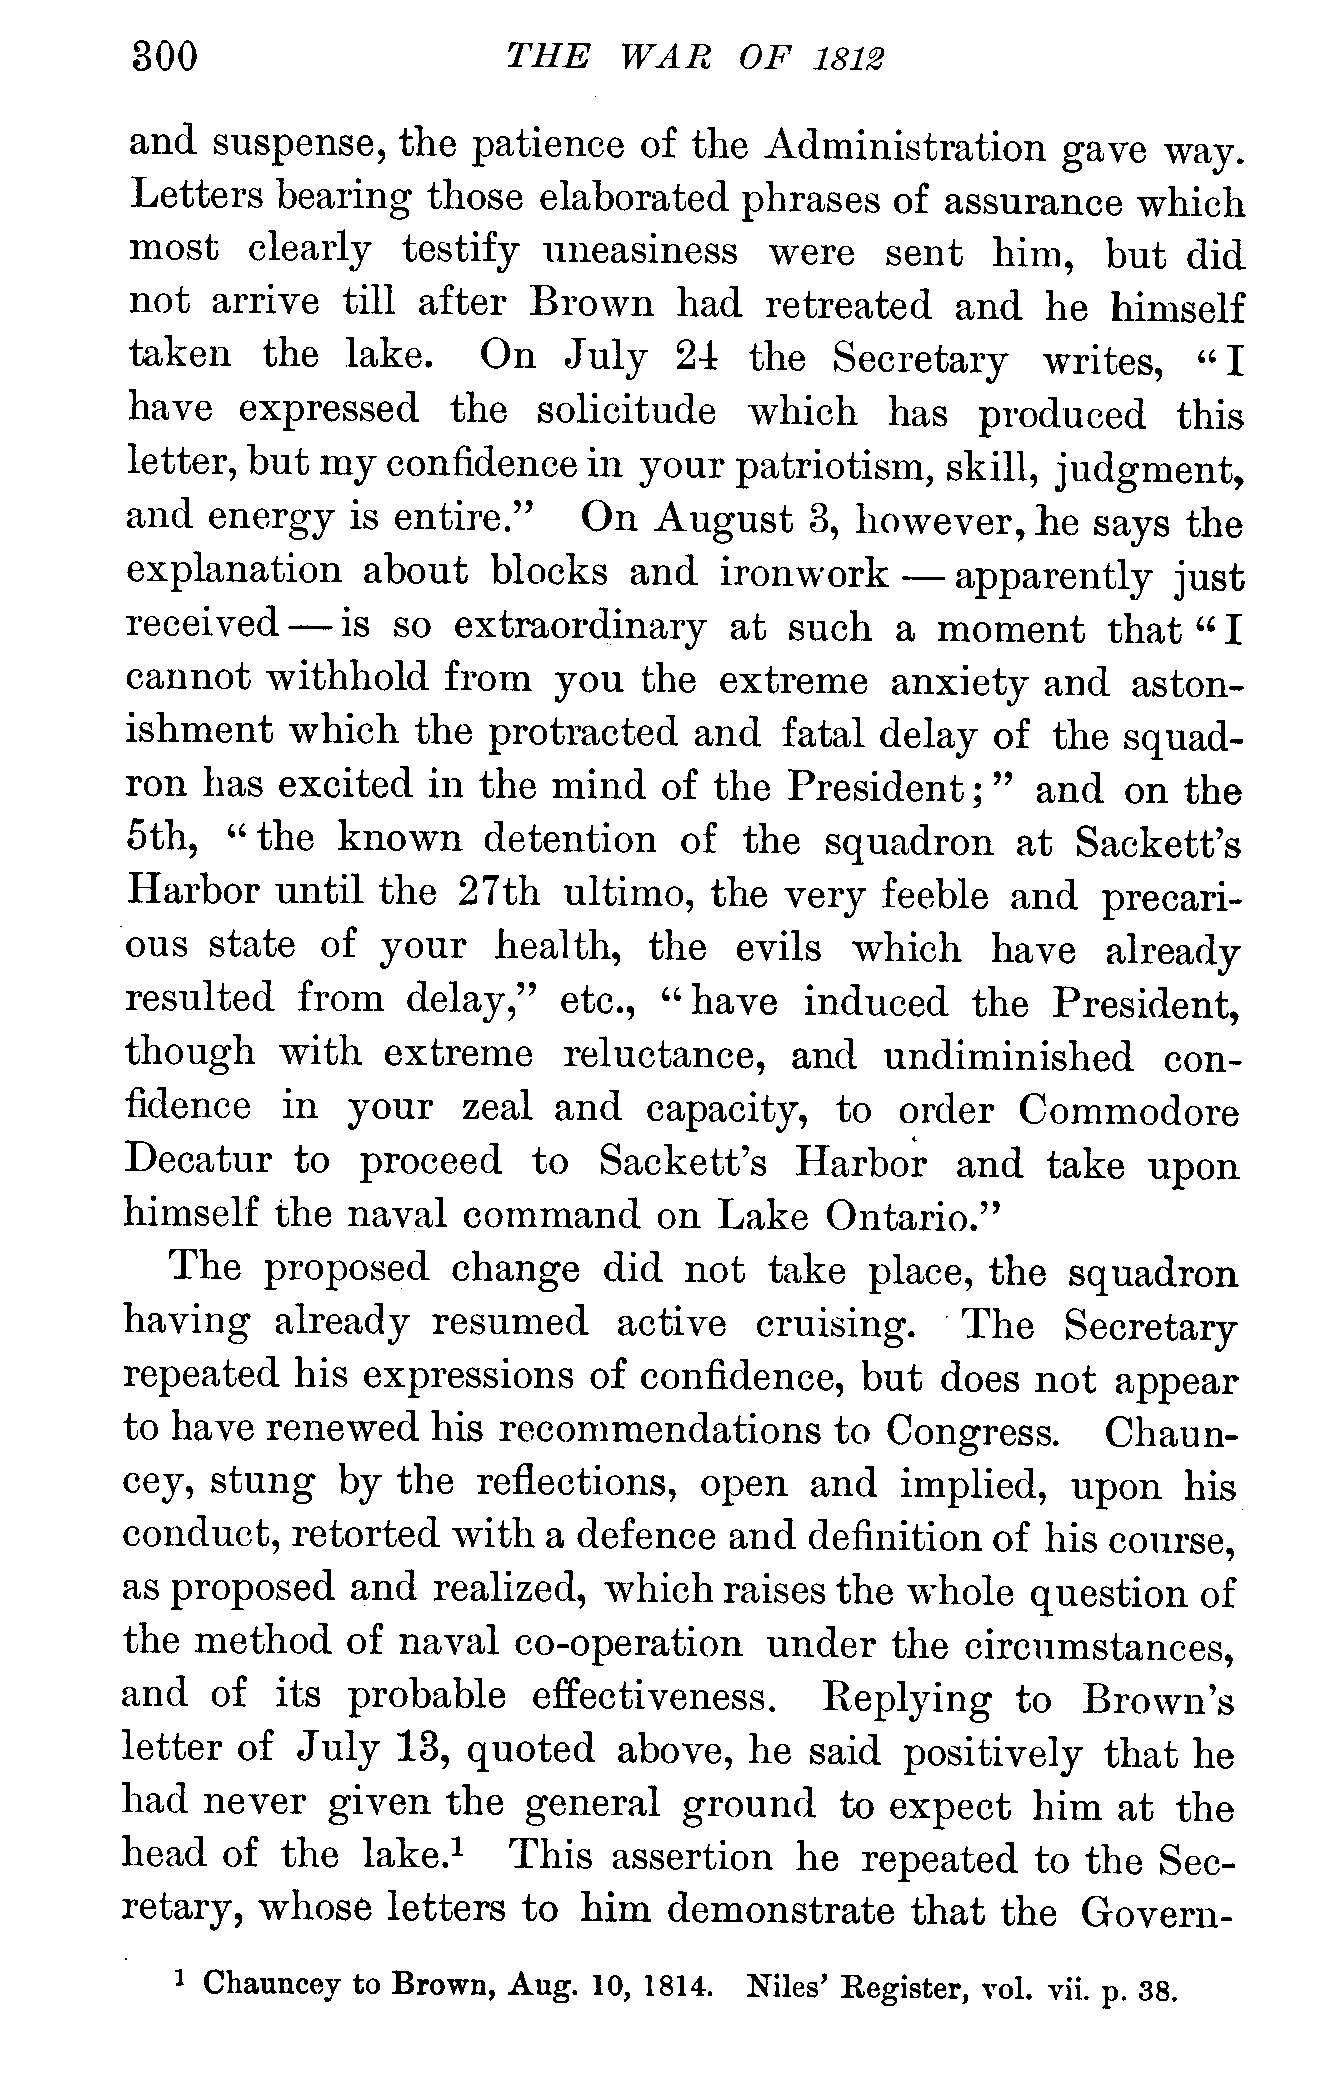 300 THE WAR OF 1812
and suspense, the patience of the Administration gave way.
Letters bearing those elaborated phrases of assurance which
most clearly testify uneasiness were sent him, but did
not arrive till after Brown had retreated and he himself
taken the lake. On July 24 the Secretary writes, “I
have expressed the solicitude which has produced this
letter, but my confidence in your patriotism, skill, judgment,
and energy is entire.” On August 3, however, he says the
explanation about blocks and ironwork — apparently just
received — is so extraordinary at such a moment that “I
cannot withhold from you the extreme anxiety and aston-
ishment which the protracted and fatal delay of the squad-
ron has excited in the mind of the President;” and on the
5th, “the known detention of the squadron at Sackett’s
Harbor until the 27th ultimo, the very feeble and precari-
ous state of your health, the evils which have already
resulted from delay,” etc., “have induced the President,
though with extreme reluctance, and undiminished con-
fidence in your zeal and capacity, to order Commodore
Decatur to proceed to Sackett’s Harbor and take upon
himself the naval command on Lake Ontario.”
The proposed change did not take place, the squadron
having already resumed active cruising. The Secretary
repeated his expressions of confidence, but does not appear
to have renewed his recommendations to Congress. Chaun-
cey, stung by the reflections, open and implied, upon his
conduct, retorted with a defence and definition of his course,
as proposed and realized, which raises the whole question of
the method of naval co-operation under the circumstances,
and of its probable effectiveness. Replying to Brown’s
letter of July 13, quoted above, he said positively that he
had never given the general ground to expect him at the
head of the lake.¹ This assertion he repeated to the Sec-
retary, whose letters to him demonstrate that the Govern-
¹ Chauncey to Brown, Aug. 10, 1814. Niles’ Register, vol. vii. p. 38.